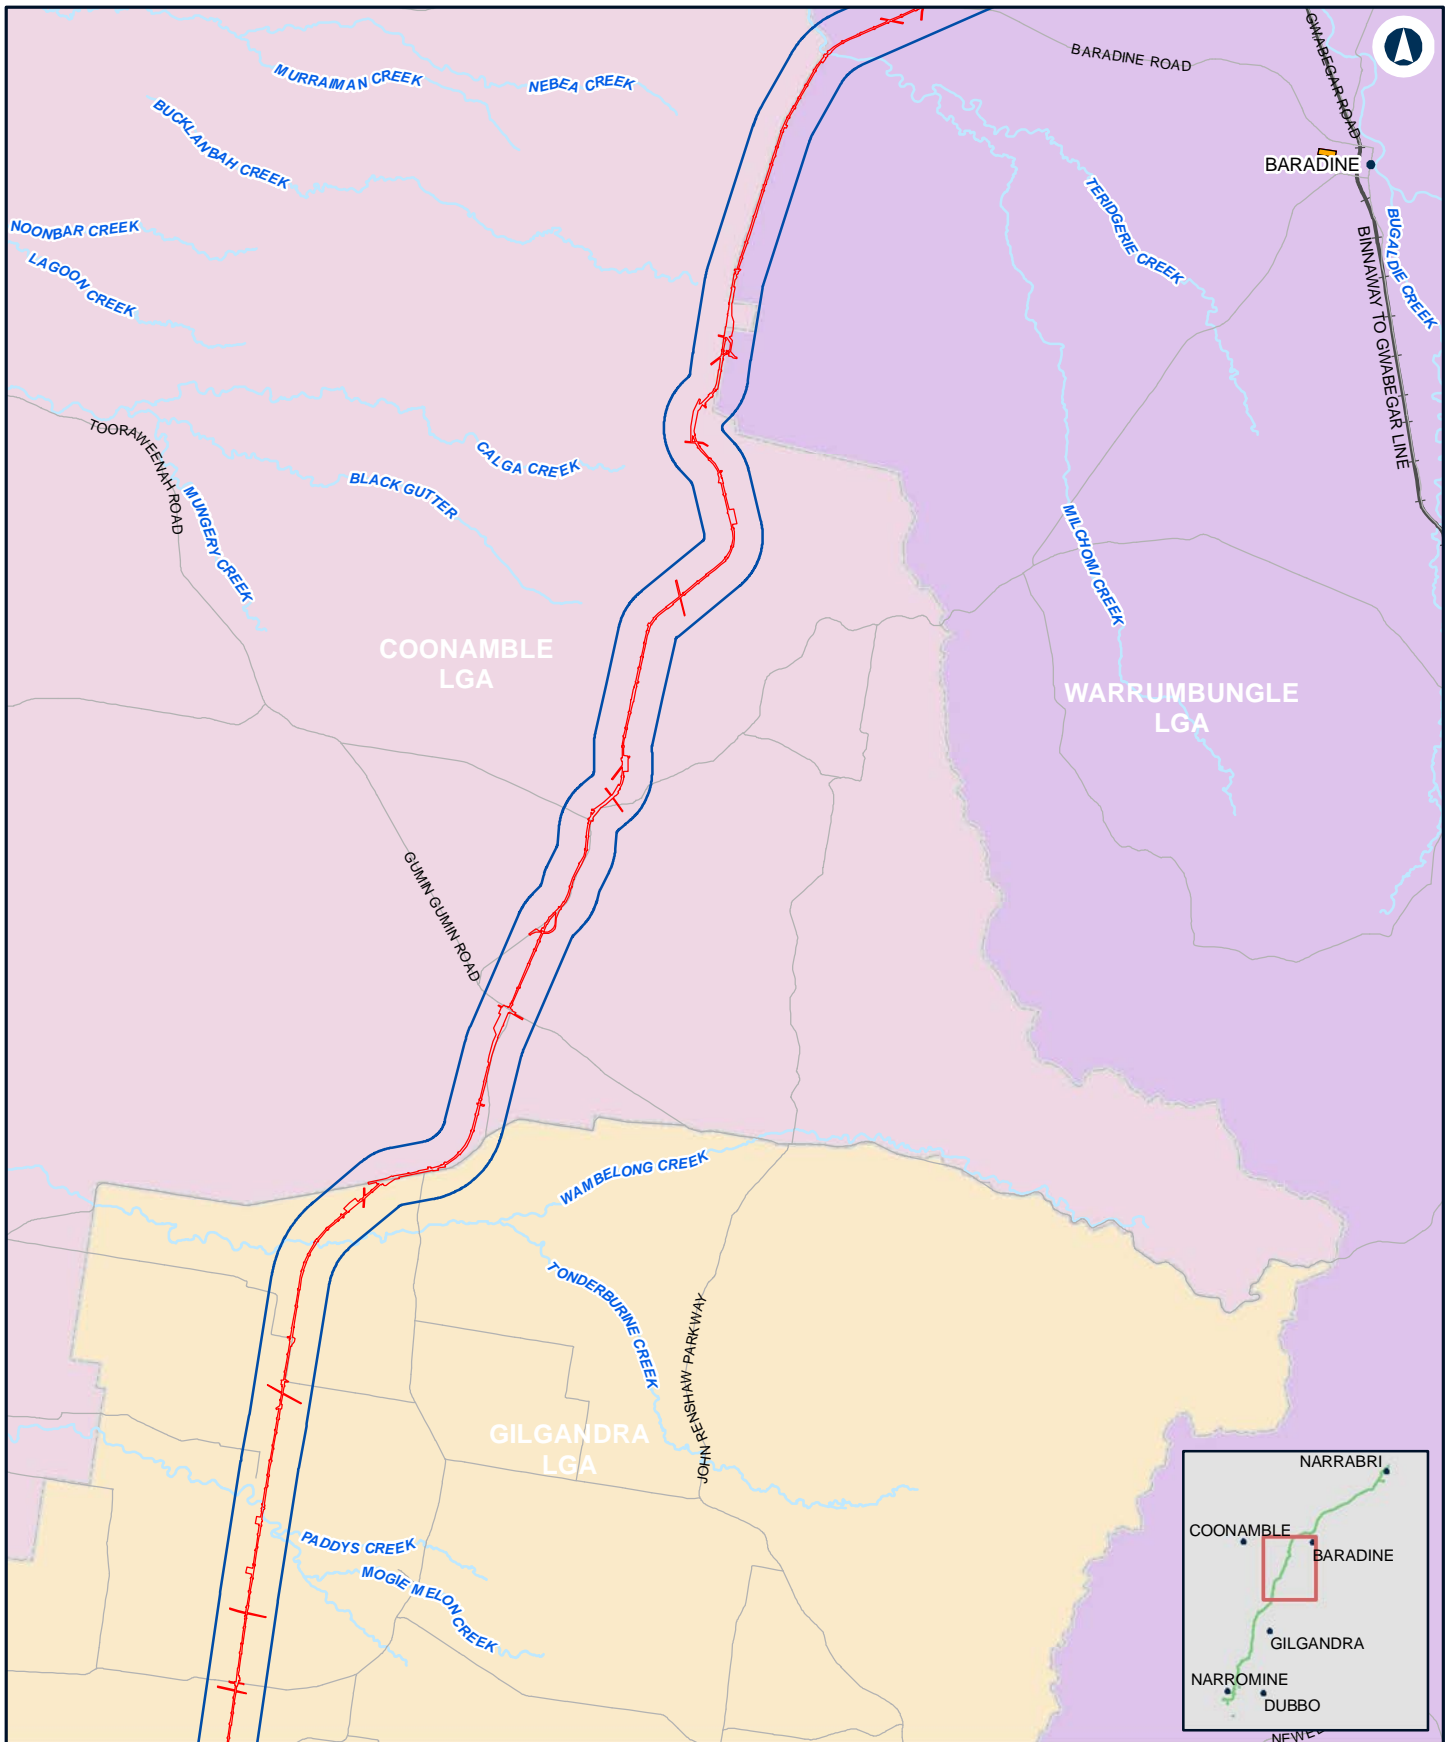 GWABEGAR ROAD
BARADINE ROAD
MURRAIMAN CREEK
NEBEA CREEK
BUCKLANBAH CREEK
BARADINE
TERIDGERIE CREEK
BUGALDIE CREEK
NOONBAR CREEK
LAGOON CREEK
BINNAWAY TO GWABEGAR LINE
TOORAWEENAH ROAD
CALGA CREEK
BLACK GUTTER
MUNGERY CREEK
MILCHOMI CREEK
COONAMBLE
LGA
WARRUMBUNGLE
LGA
GUMIN GUMIN ROAD
WAMBELONG CREEK
TONDERBURINE CREEK
JOHN RENSHAW PARKWAY
GILGANDRA
LGA
PADDYS CREEK
MOGIE MELON CREEK
NARRABRI
COONAMBLE
BARADINE
GILGANDRA
NARROMINE
DUBBO